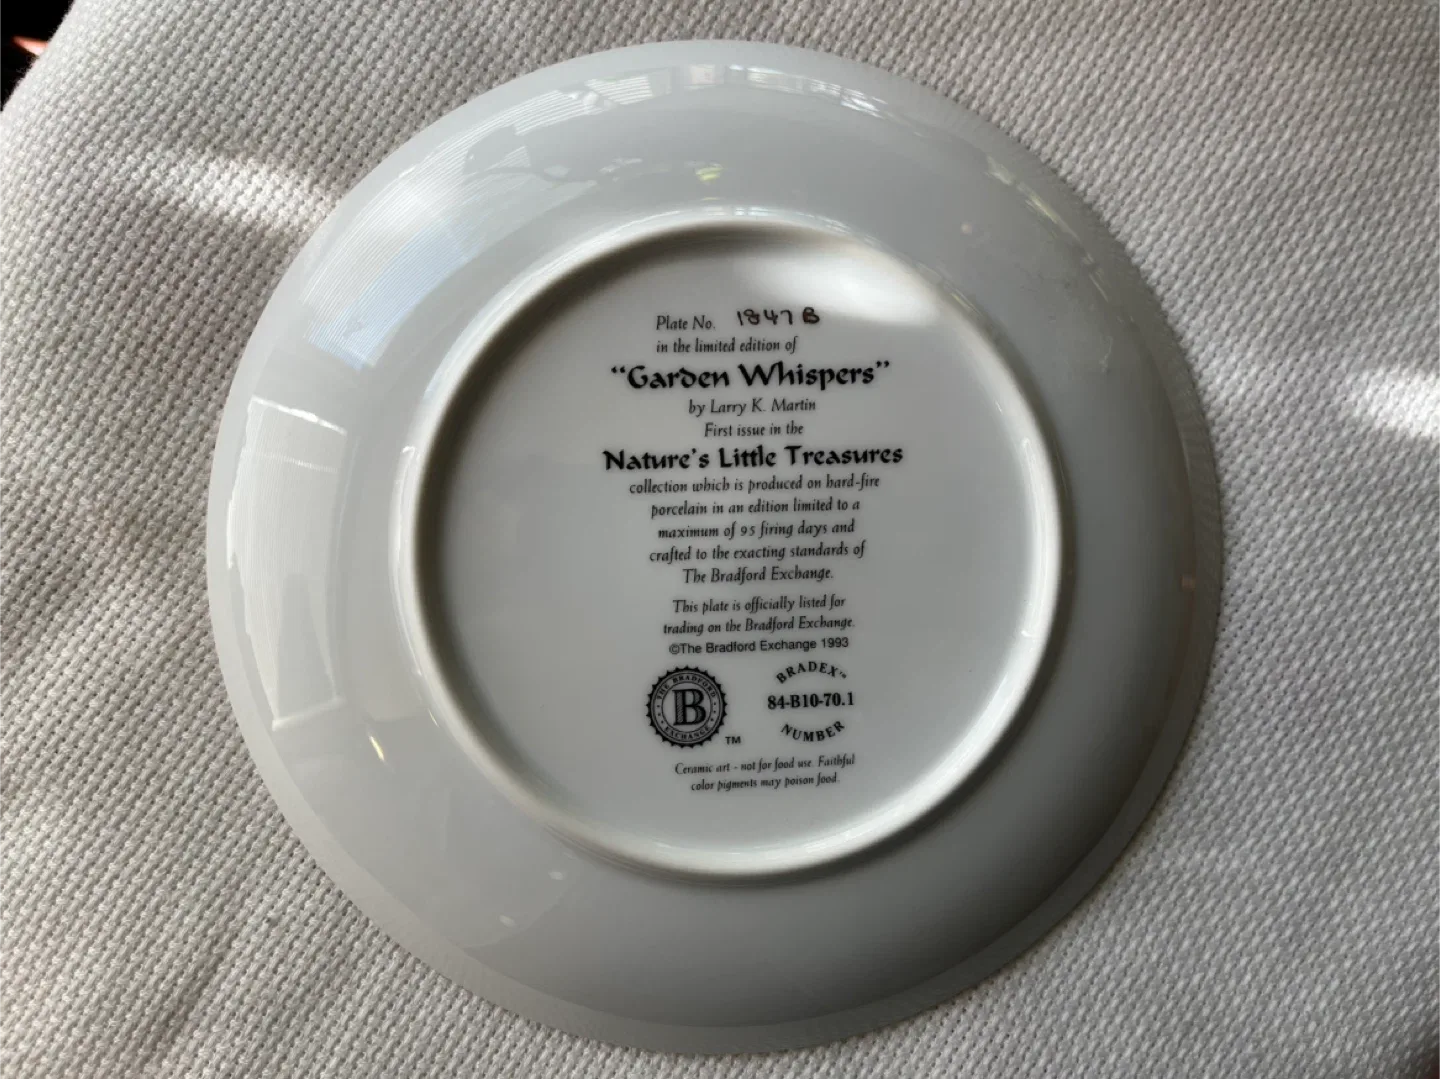 Plate No. 1847 B
in the limited edition of
“Garden Whispers”
by Larry K. Martin
First issue in the
Nature's Little Treasures
collection which is produced on hard-fire
porcelain in an edition limited to a
maximum of 95 firing days and
crafted to the exacting standards of
The Bradford Exchange.
This plate is officially listed for
trading on the Bradford Exchange.
©The Bradford Exchange 1993
THE BRADFORD
B
EXCHANGE
TM
BRADEX™
84-B10-70.1
NUMBER
Ceramic art - not for food use. Faithful
color pigments may poison food.